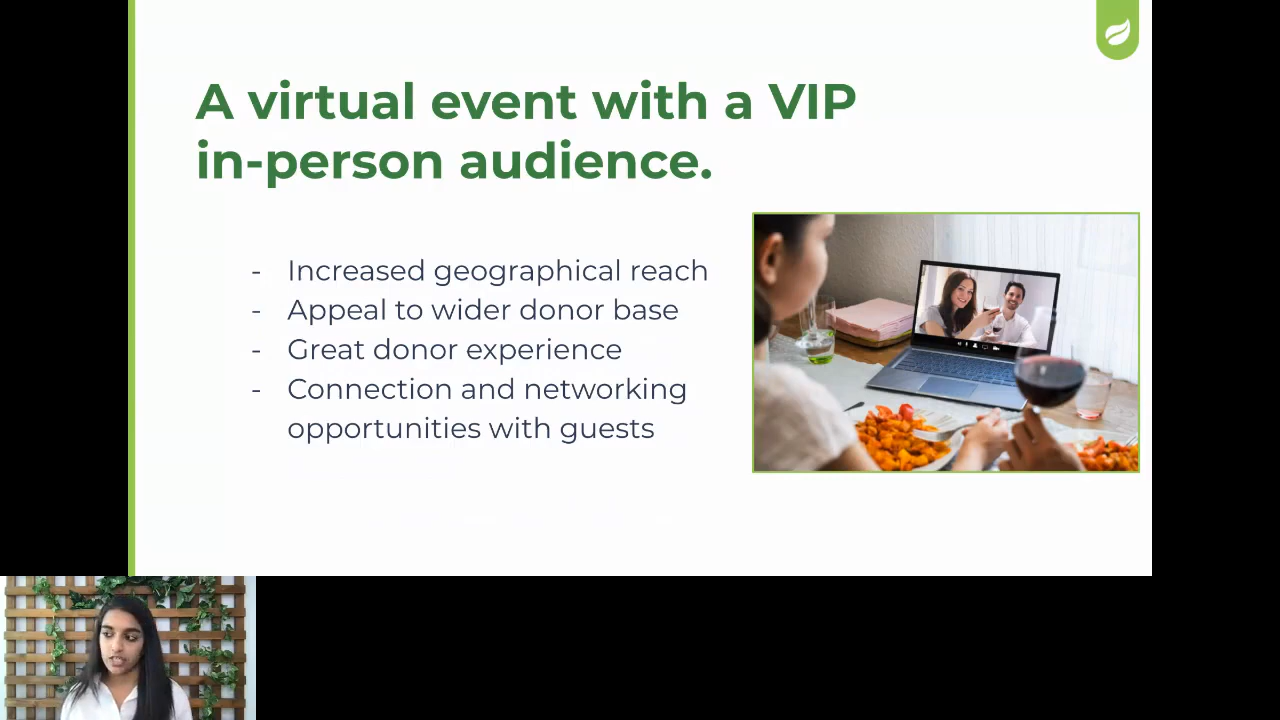 A virtual event with a VIP
in-person audience.
- Increased geographical reach
- Appeal to wider donor base
- Great donor experience
- Connection and networking
opportunities with guests